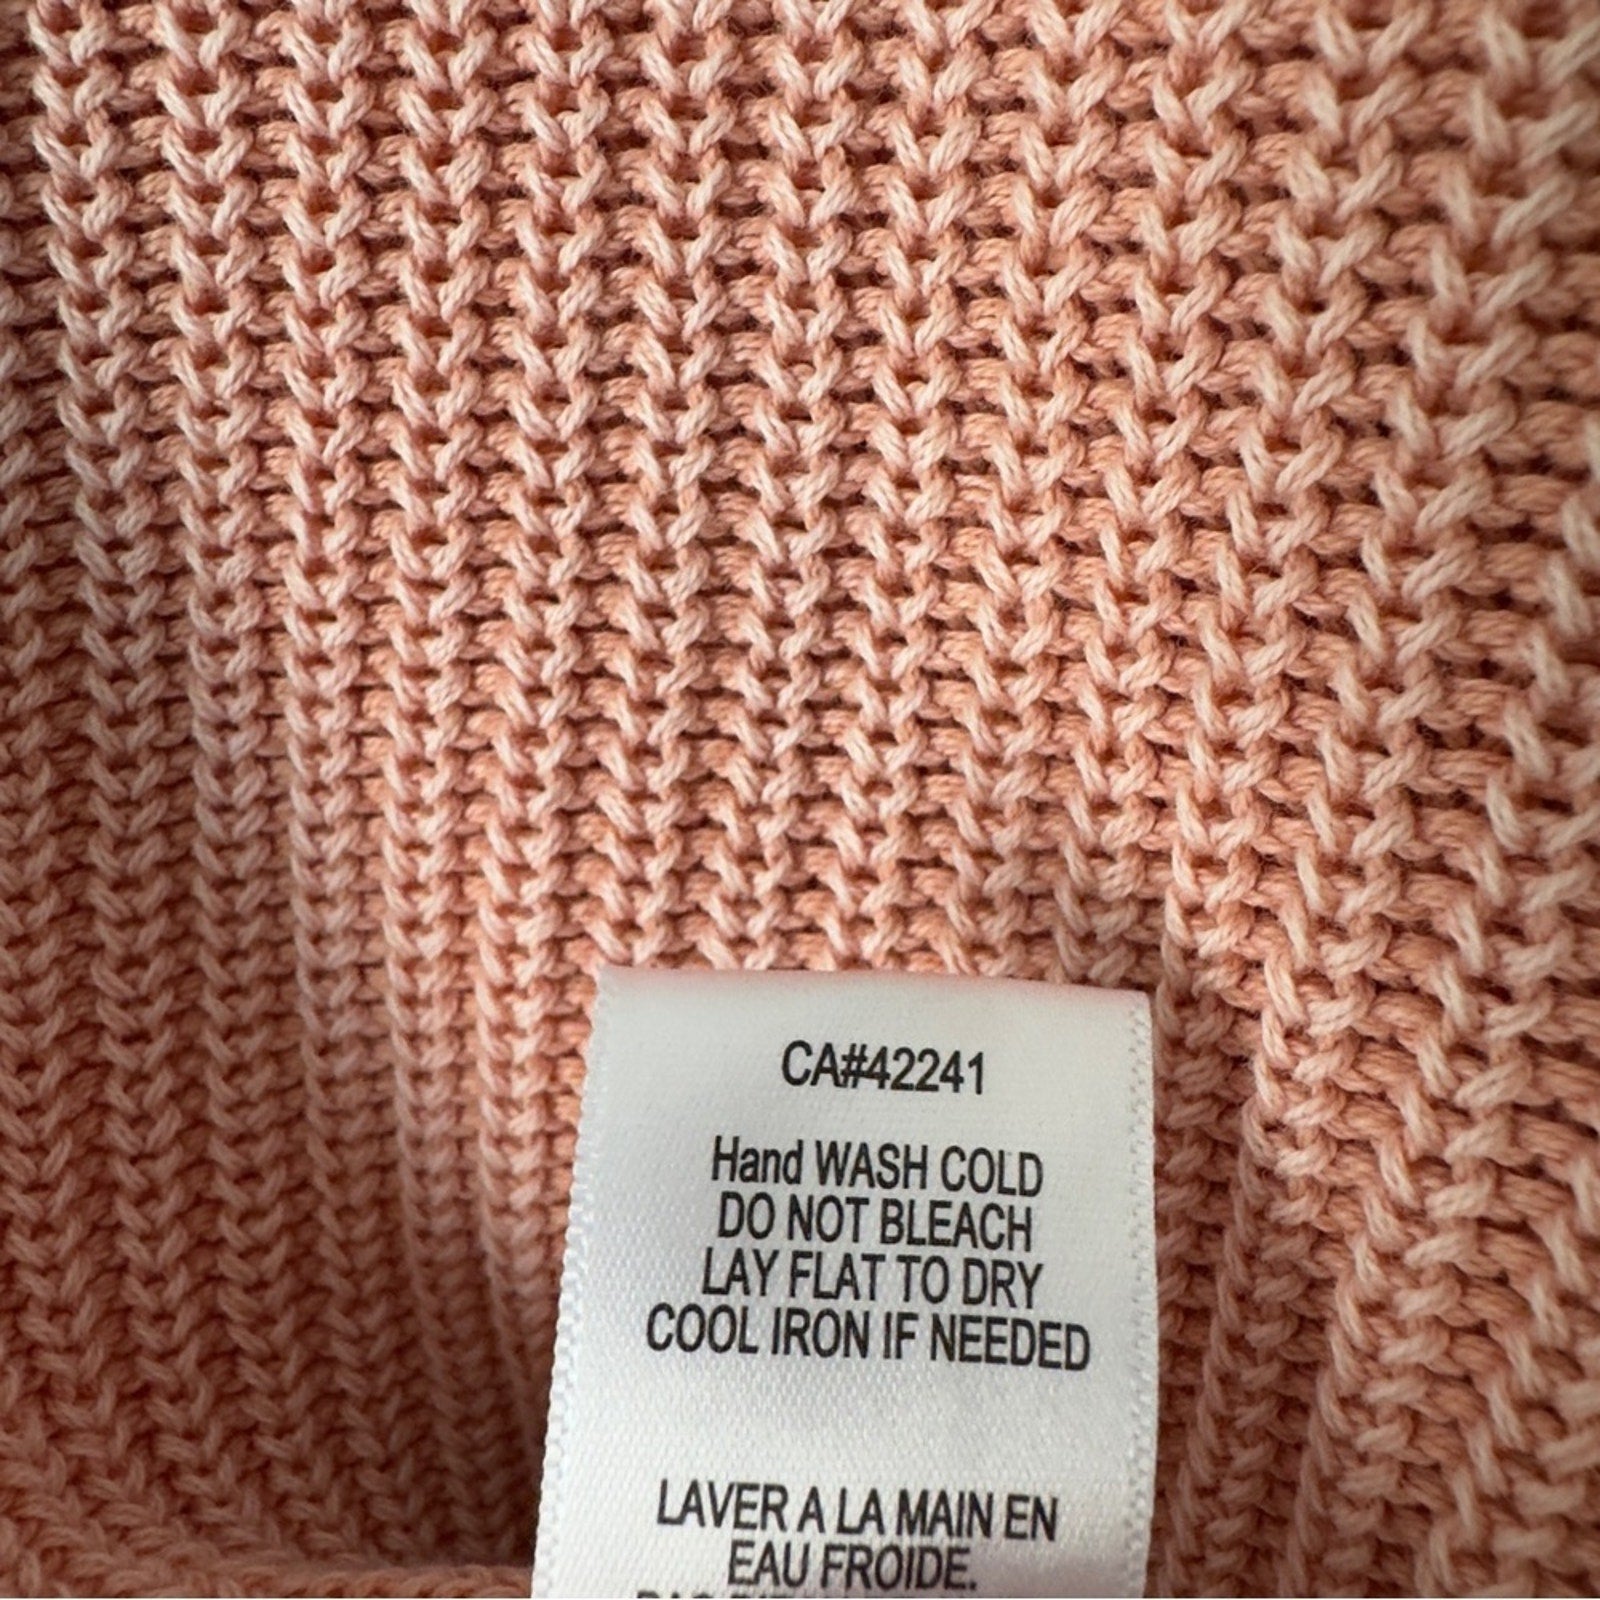 CA#42241
Hand WASH COLD
DO NOT BLEACH
LAY FLAT TO DRY
COOL IRON IF NEEDED
LAVER A LA MAIN EN
EAU FROIDE.